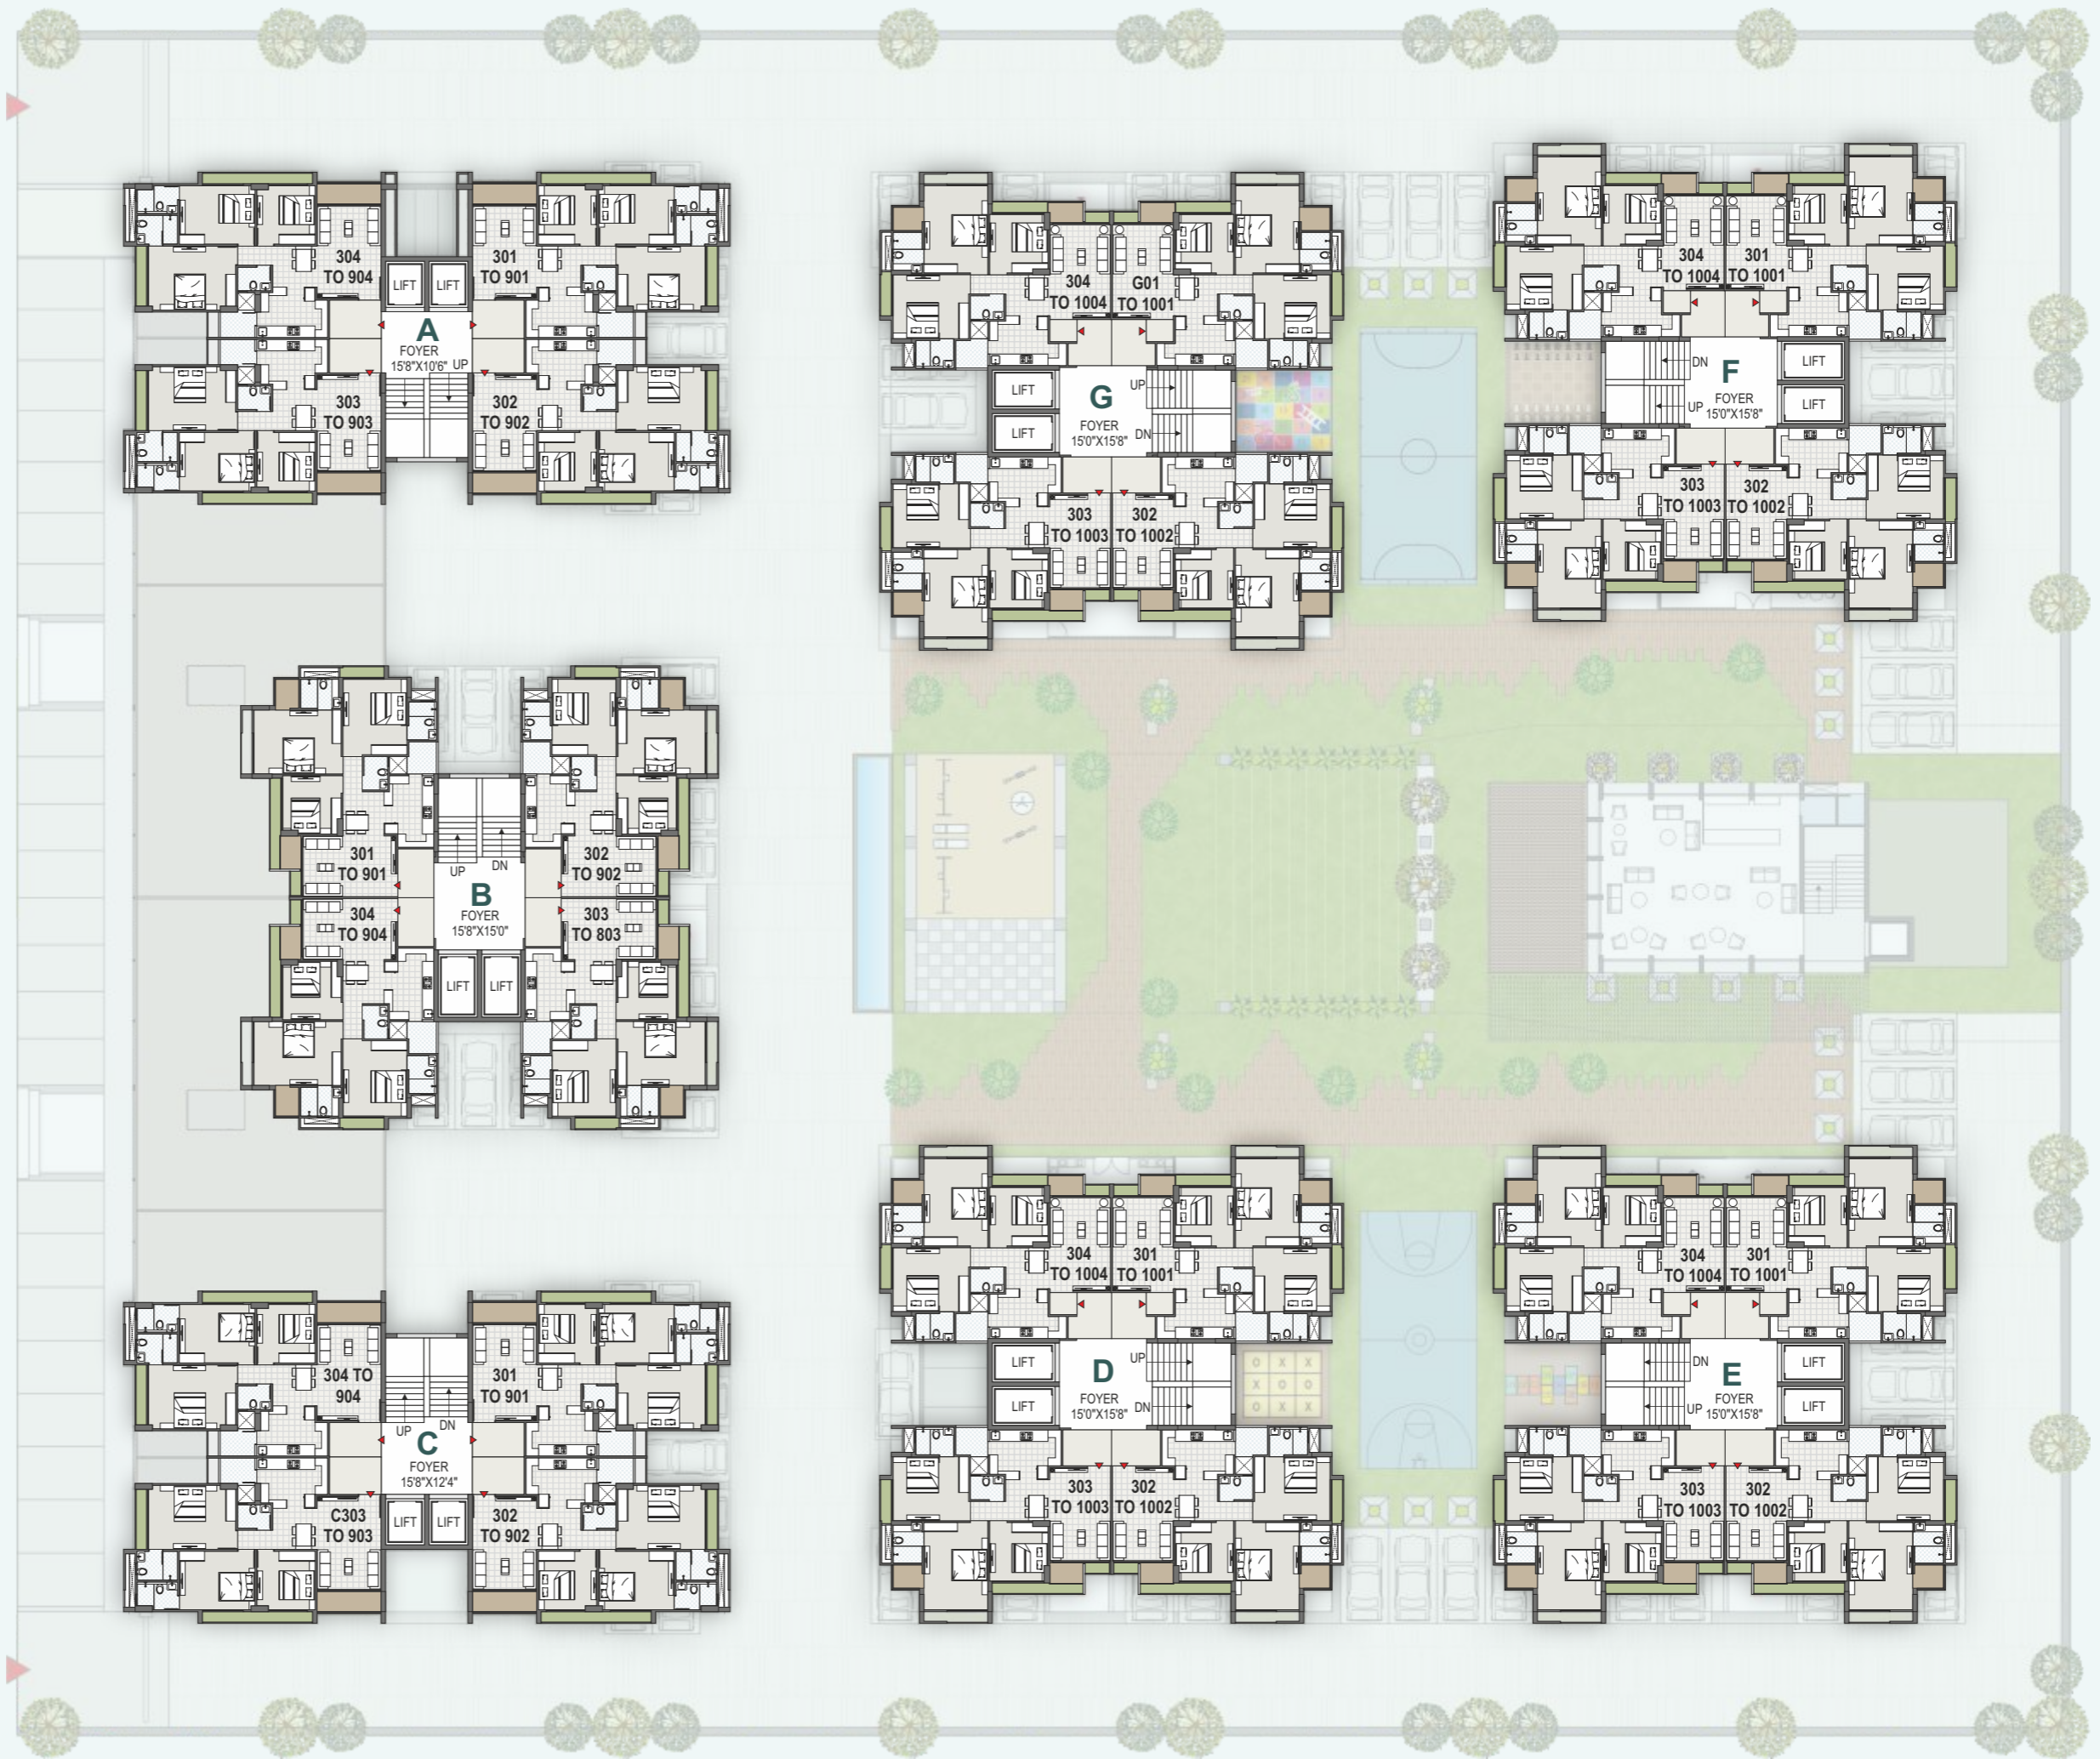 304
TO 904
301
TO 901
LIFT
LIFT
A
FOYER
15'8"X10'6"
UP
303
TO 903
302
TO 902
304
TO 1004
G01
TO 1001
LIFT
LIFT
G
FOYER
15'0"X15'8"
UP
DN
303
TO 1003
302
TO 1002
304
TO 1004
301
TO 1001
DN
UP
F
FOYER
15'0"X15'8"
LIFT
LIFT
303
TO 1003
302
TO 1002
301
TO 901
302
TO 902
UP
DN
B
FOYER
15'8"X15'0"
304
TO 904
303
TO 803
LIFT
LIFT
304 TO
904
301
TO 901
UP
DN
C
FOYER
15'8"X12'4"
C303
TO 903
LIFT
LIFT
302
TO 902
304
TO 1004
301
TO 1001
LIFT
LIFT
D
FOYER
15'0"X15'8"
UP
DN
O X X
X O O
O X X
303
TO 1003
302
TO 1002
304
TO 1004
301
TO 1001
DN
UP
E
FOYER
15'0"X15'8"
LIFT
LIFT
303
TO 1003
302
TO 1002